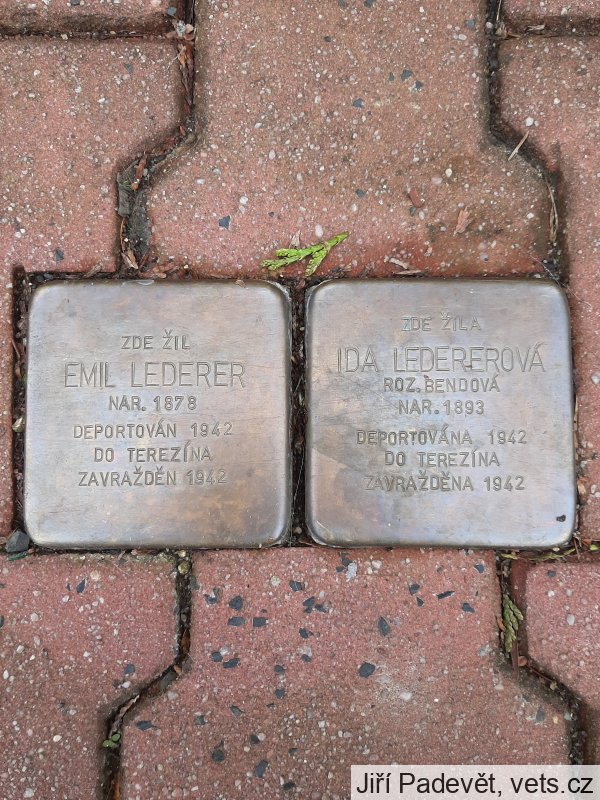 ZDE ŽIL
EMIL LEDERER
NAR. 1878
DEPORTOVÁN 1942
DO TEREZÍNA
ZAVRAŽDĚN 1942
ZDE ŽILA
IDA LEDEREROVÁ
ROZ. BENDOVÁ
NAR. 1893
DEPORTOVÁNA 1942
DO TEREZÍNA
ZAVRAŽDĚNA 1942
Jiří Padevět, vets.cz